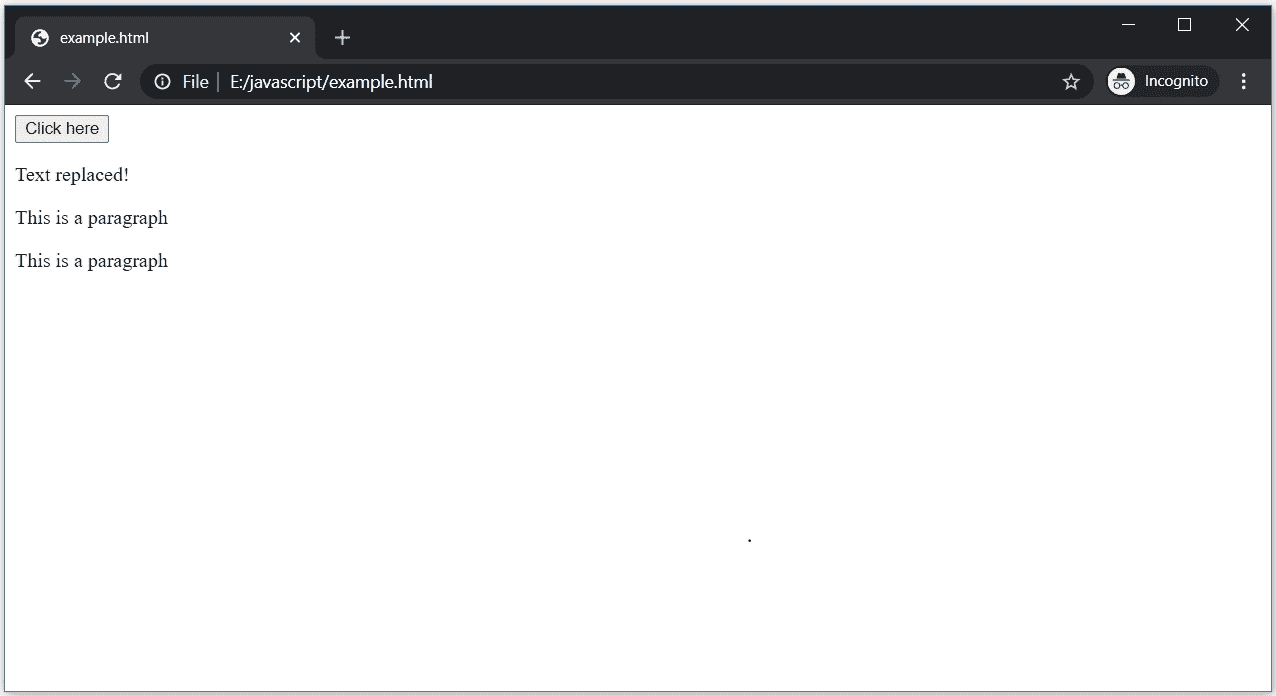 example.html
File E:/javascript/example.html Incognito
Click here
Text replaced!
This is a paragraph
This is a paragraph